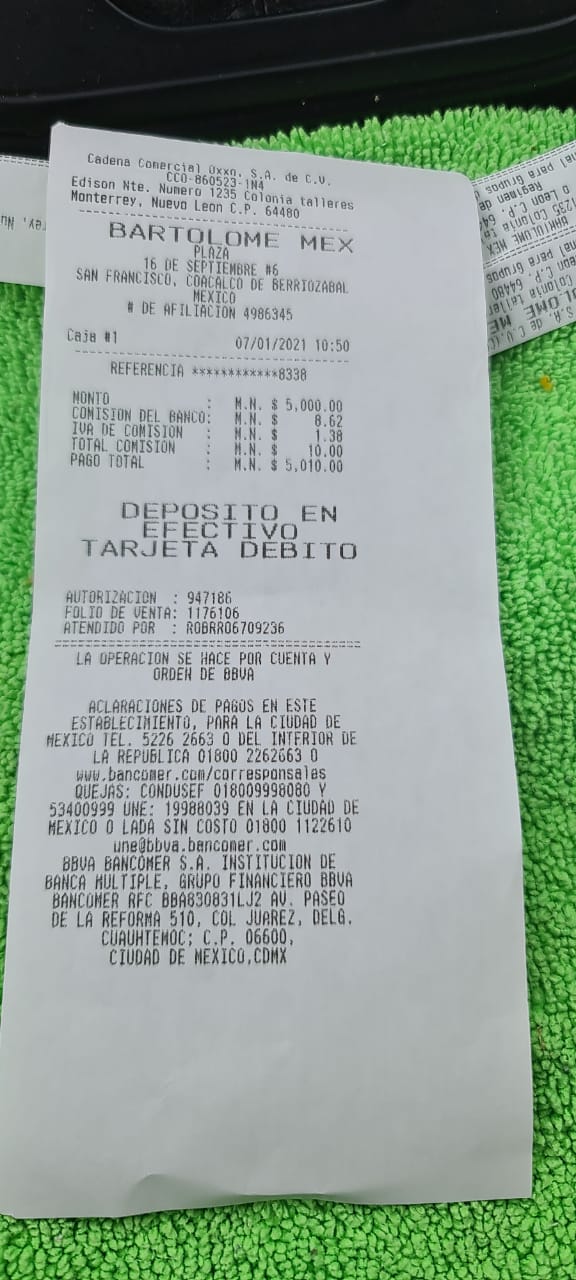 Cadena Comercial Oxxo, S.A. de C.V.
CCO-860523-1N4
Edison Nte. Numero 1235 Colonia talleres
Monterrey, Nuevo Leon C.P. 64480
BARTOLOME MEX
PLAZA
16 DE SEPTIEMBRE #6
SAN FRANCISCO, COACALCO DE BERRIOZABAL
MEXICO
# DE AFILIACION 4986345
Caja #1 07/01/2021 10:50
REFERENCIA ************8338
MONTO : M.N. $ 5,000.00
COMISION DEL BANCO: M.N. $ 8.62
IVA DE COMISION : M.N. $ 1.38
TOTAL COMISION : M.N. $ 10.00
PAGO TOTAL : M.N. $ 5,010.00
DEPOSITO EN
EFECTIVO
TARJETA DEBITO
AUTORIZACION : 947186
FOLIO DE VENTA: 1176106
ATENDIDO POR : ROBRR06709236
LA OPERACION SE HACE POR CUENTA Y
ORDEN DE BBVA
ACLARACIONES DE PAGOS EN ESTE
ESTABLECIMIENTO, PARA LA CIUDAD DE
MEXICO TEL. 5226 2663 O DEL INTERIOR DE
LA REPUBLICA 01800 2262663 O
www.bancomer.com/corresponsales
QUEJAS: CONDUSEF 018009998080 Y
53400999 UNE: 19988039 EN LA CIUDAD DE
MEXICO O LADA SIN COSTO 01800 1122610
une@bbva.bancomer.com
BBVA BANCOMER S.A. INSTITUCION DE
BANCA MULTIPLE, GRUPO FINANCIERO BBVA
BANCOMER RFC BBA830831LJ2 AV. PASEO
DE LA REFORMA 510, COL JUAREZ, DELG.
CUAUHTEMOC; C.P. 06600,
CIUDAD DE MEXICO,CDMX